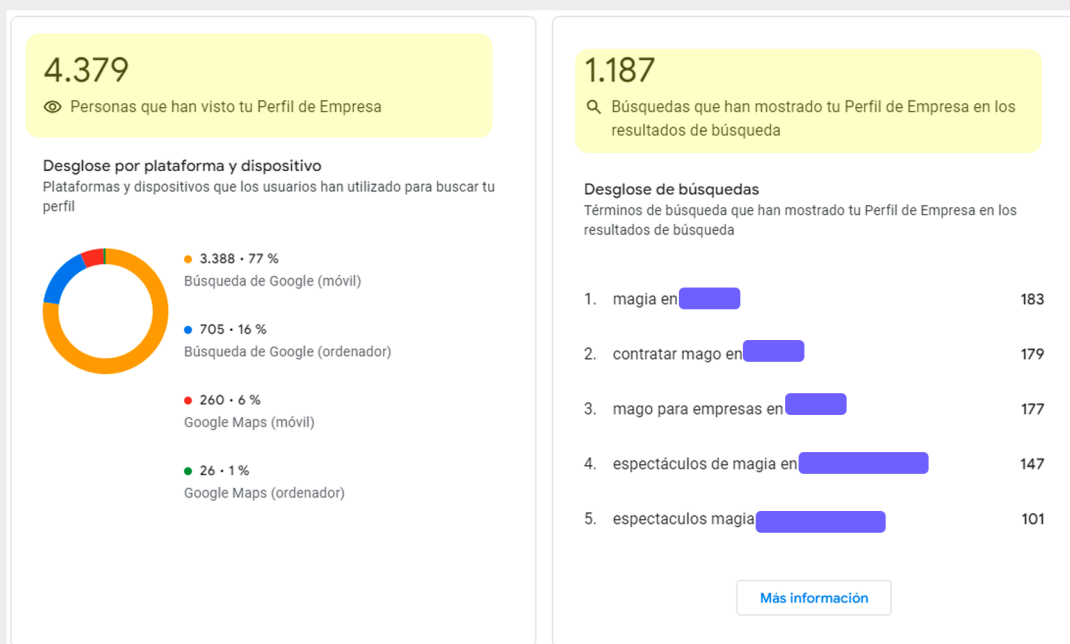 4.379
Personas que han visto tu Perfil de Empresa
Desglose por plataforma y dispositivo
Plataformas y dispositivos que los usuarios han utilizado para buscar tu
perfil
3.388 • 77 %
Búsqueda de Google (móvil)
705 • 16 %
Búsqueda de Google (ordenador)
260 • 6 %
Google Maps (móvil)
26 • 1 %
Google Maps (ordenador)
1.187
Búsquedas que han mostrado tu Perfil de Empresa en los
resultados de búsqueda
Desglose de búsquedas
Términos de búsqueda que han mostrado tu Perfil de Empresa en los
resultados de búsqueda
1. magia en 183
2. contratar mago en 179
3. mago para empresas en 177
4. espectáculos de magia en 147
5. espectaculos magia 101
Más información